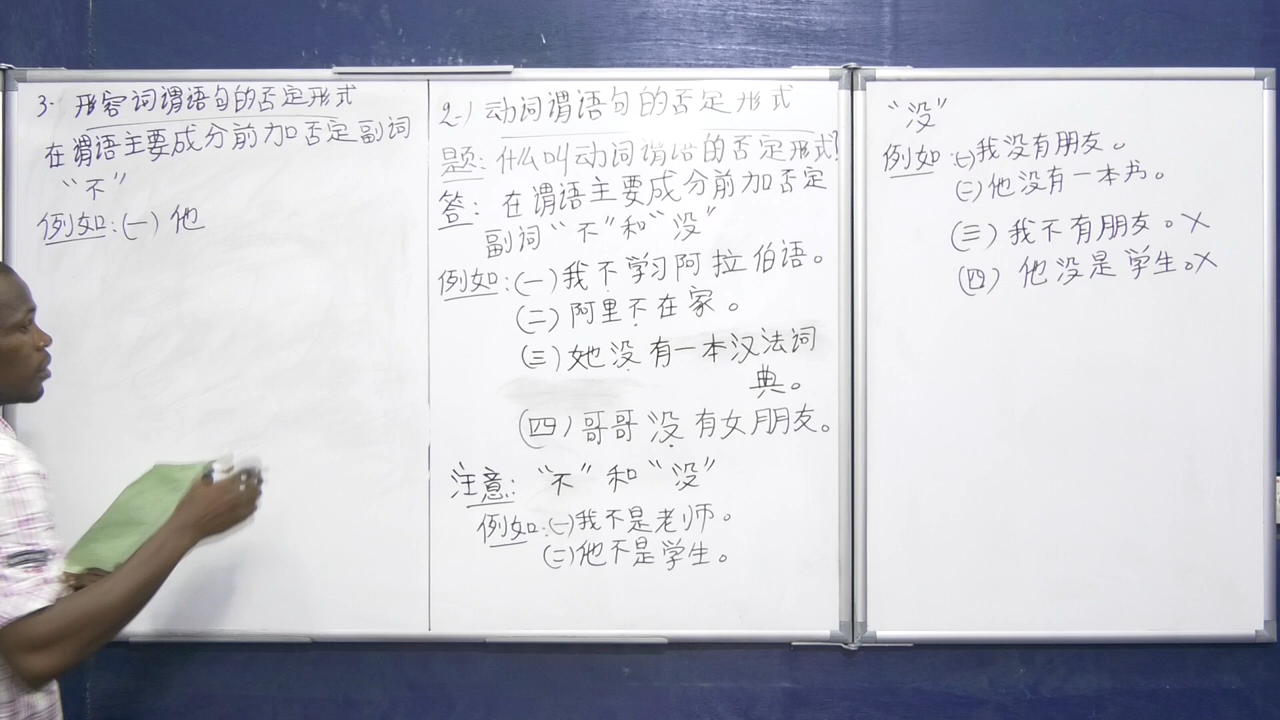 3. 形容词谓语句的否定形式
在谓语主要成分前加否定副词
“不”
例如:(一)他
2-) 动词谓语句的否定形式
题: 什么叫动词谓语的否定形式?
答: 在谓语主要成分前加否定
副词“不”和“没”
例如:(一)我不学习阿拉伯语。
(二)阿里不在家。
(三)她没有一本汉法词
典。
(四)哥哥没有女朋友。
注意: “不”和“没”
例如:(一)我不是老师。
(二)他不是学生。
“没”
例如:(一)我没有朋友。
(二)他没有一本书。
(三)我不有朋友。X
(四)他没是学生。X